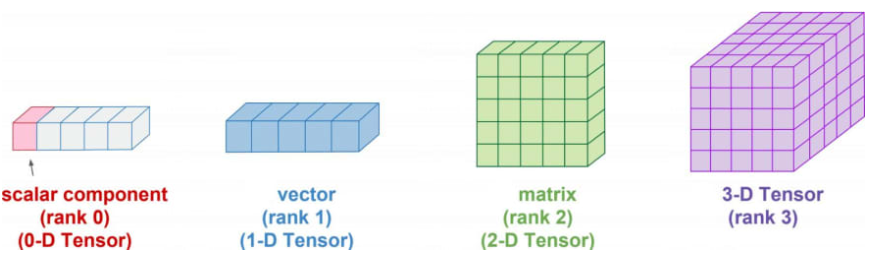 scalar component
(rank 0)
(0-D Tensor)
vector
(rank 1)
(1-D Tensor)
matrix
(rank 2)
(2-D Tensor)
3-D Tensor
(rank 3)